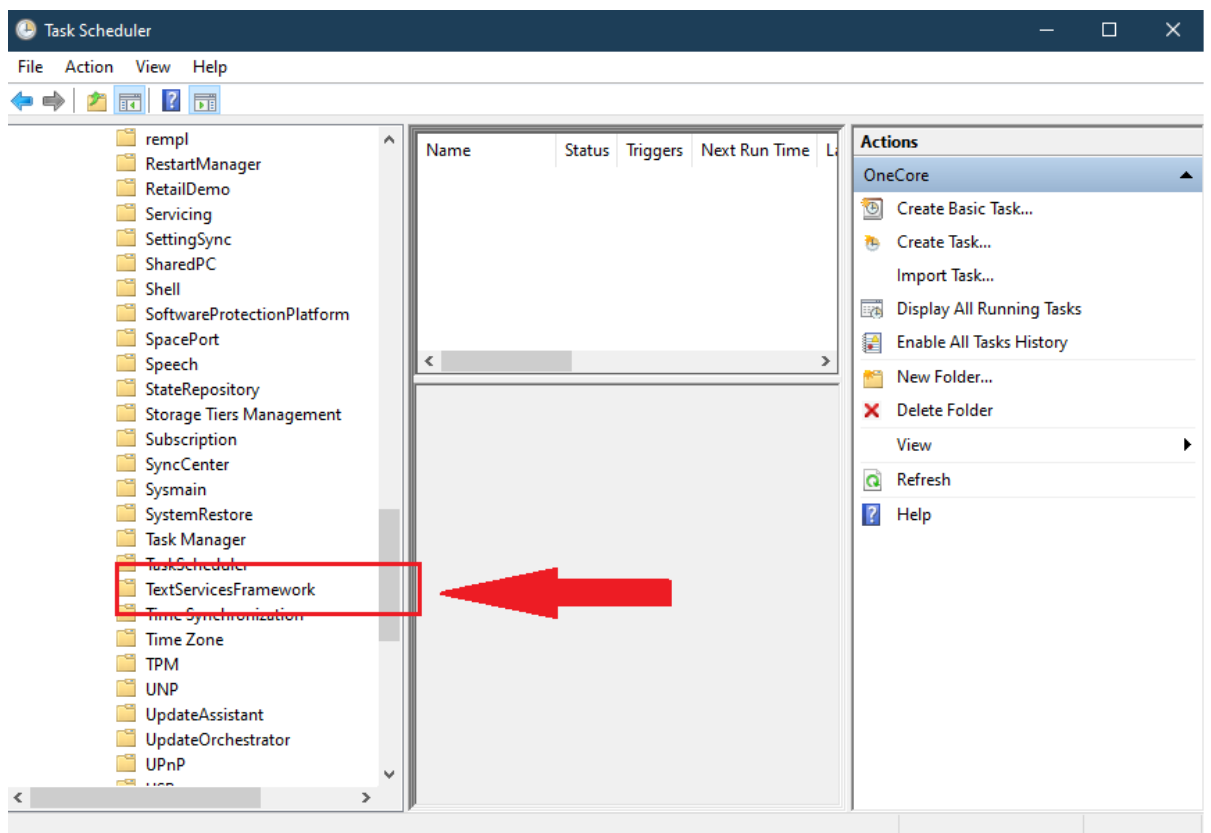 Task Scheduler
File Action View Help
rempl
RestartManager
RetailDemo
Servicing
SettingSync
SharedPC
Shell
SoftwareProtectionPlatform
SpacePort
Speech
StateRepository
Storage Tiers Management
Subscription
SyncCenter
Sysmain
SystemRestore
Task Manager
TaskScheduler
TextServicesFramework
Time Synchronization
Time Zone
TPM
UNP
UpdateAssistant
UpdateOrchestrator
UPnP
Name Status Triggers Next Run Time
Actions
OneCore
Create Basic Task...
Create Task...
Import Task...
Display All Running Tasks
Enable All Tasks History
New Folder...
Delete Folder
View
Refresh
Help